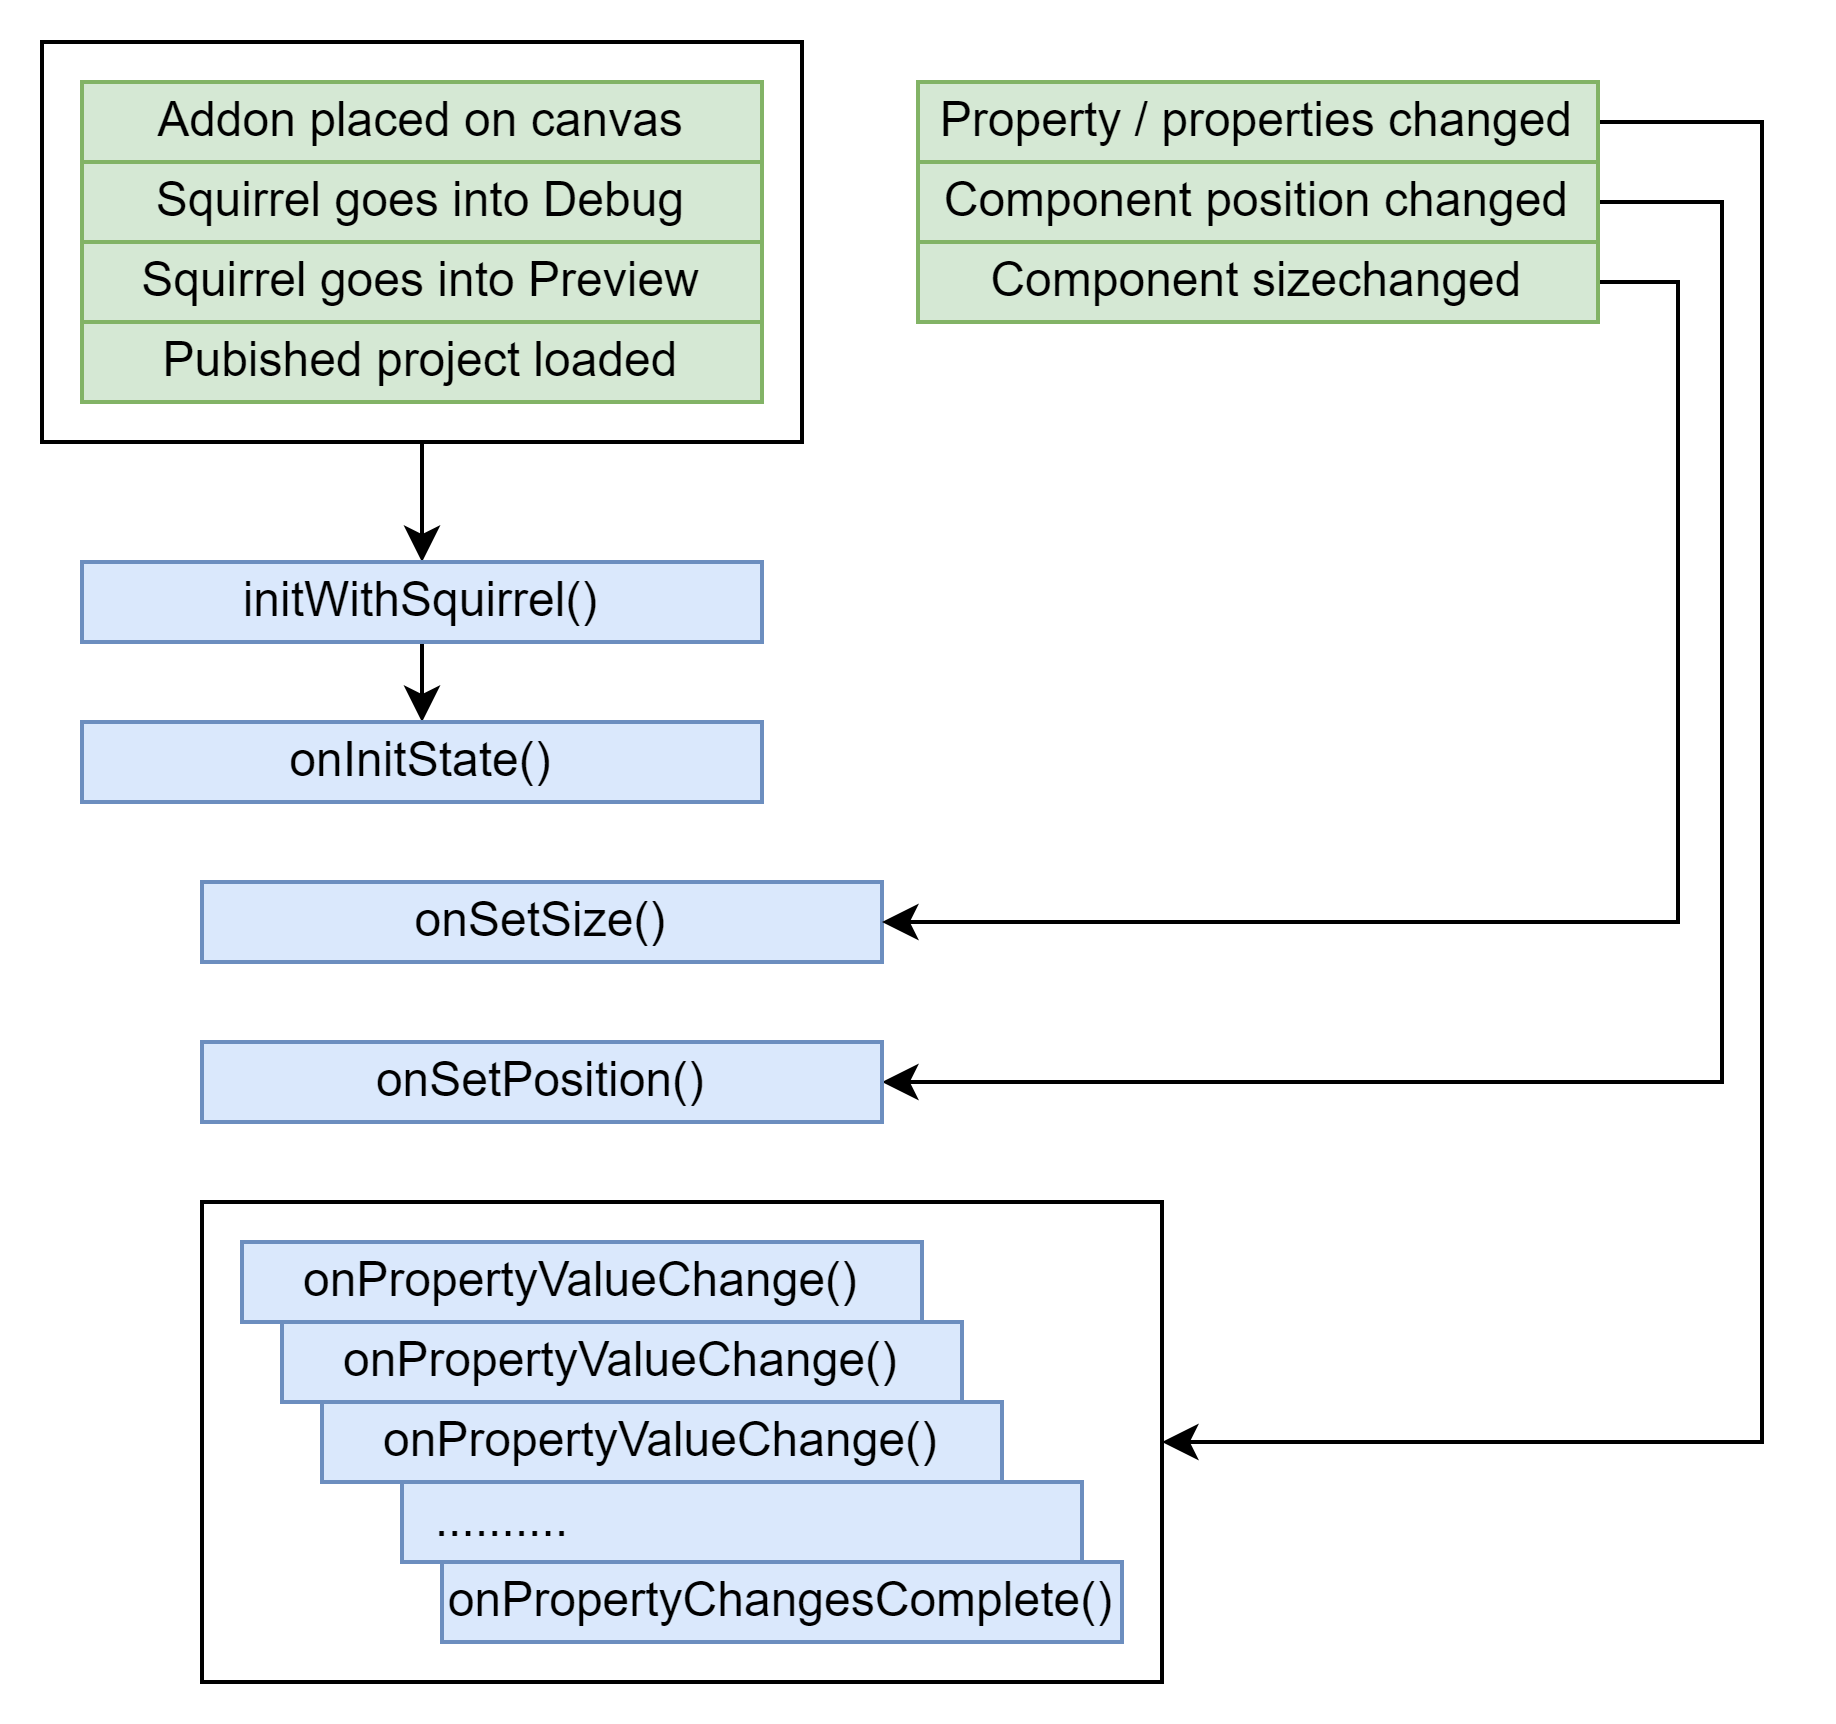 Addon placed on canvas
Squirrel goes into Debug
Squirrel goes into Preview
Pubished project loaded
Property / properties changed
Component position changed
Component sizechanged
initWithSquirrel()
onInitState()
onSetSize()
onSetPosition()
onPropertyValueChange()
onPropertyValueChange()
onPropertyValueChange()
..........
onPropertyChangesComplete()